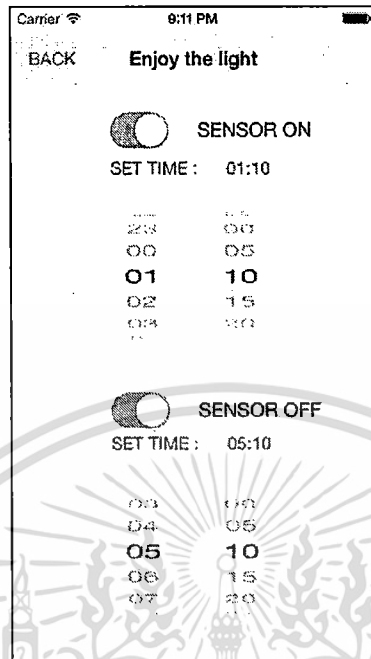 Carrier 9:11 PM
BACK Enjoy the light
SENSOR ON
SET TIME : 01:10
23 00
00 05
01 10
02 15
03 20
SENSOR OFF
SET TIME : 05:10
03 00
04 05
05 10
06 15
07 20